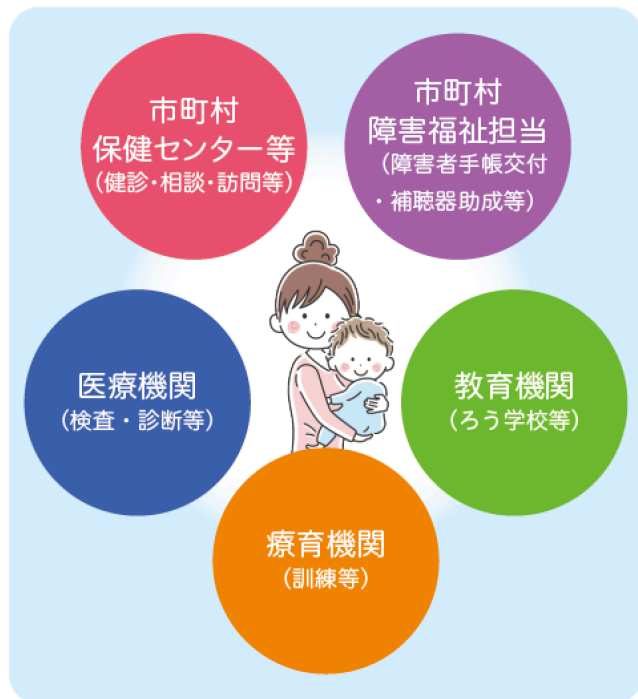 市町村
保健センター等
(健診・相談・訪問等)
市町村
障害福祉担当
(障害者手帳交付
・補聴器助成等)
医療機関
(検査・診断等)
教育機関
(ろう学校等)
療育機関
(訓練等)